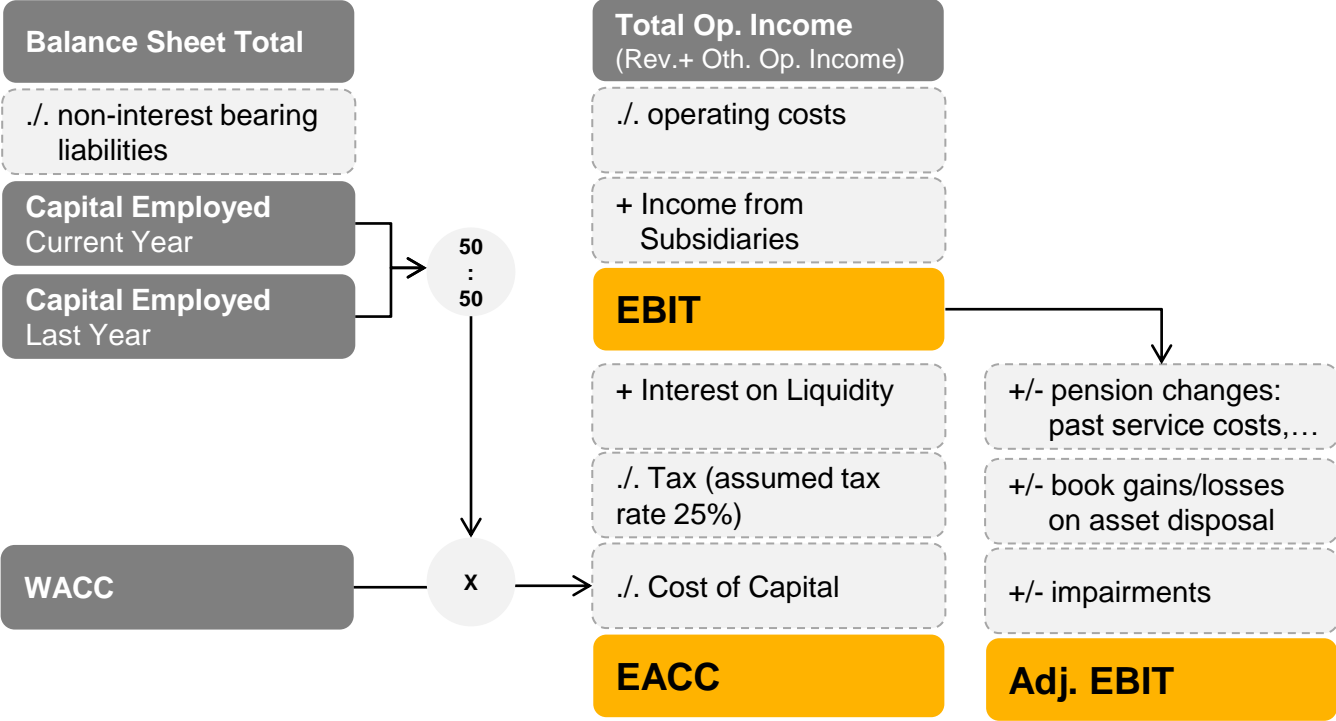 Balance Sheet Total
./. non-interest bearing
liabilities
Capital Employed
Current Year
Capital Employed
Last Year
50
:
50
WACC
X
Total Op. Income
(Rev.+ Oth. Op. Income)
./. operating costs
+ Income from
Subsidiaries
EBIT
+ Interest on Liquidity
./. Tax (assumed tax
rate 25%)
./. Cost of Capital
EACC
+/- pension changes:
past service costs,…
+/- book gains/losses
on asset disposal
+/- impairments
Adj. EBIT